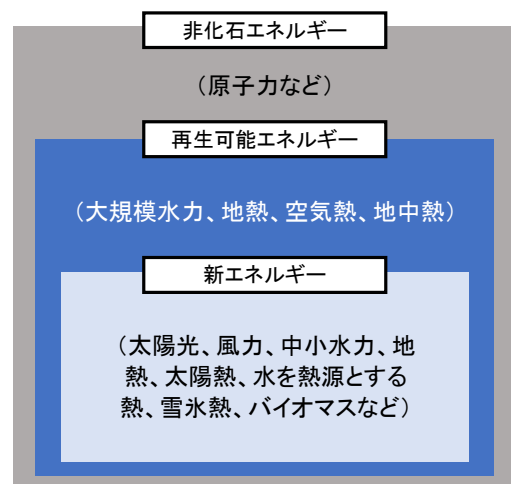 非化石エネルギー
（原子力など）
再生可能エネルギー
（大規模水力、地熱、空気熱、地中熱）
新エネルギー
（太陽光、風力、中小水力、地
熱、太陽熱、水を熱源とする
熱、雪氷熱、バイオマスなど）